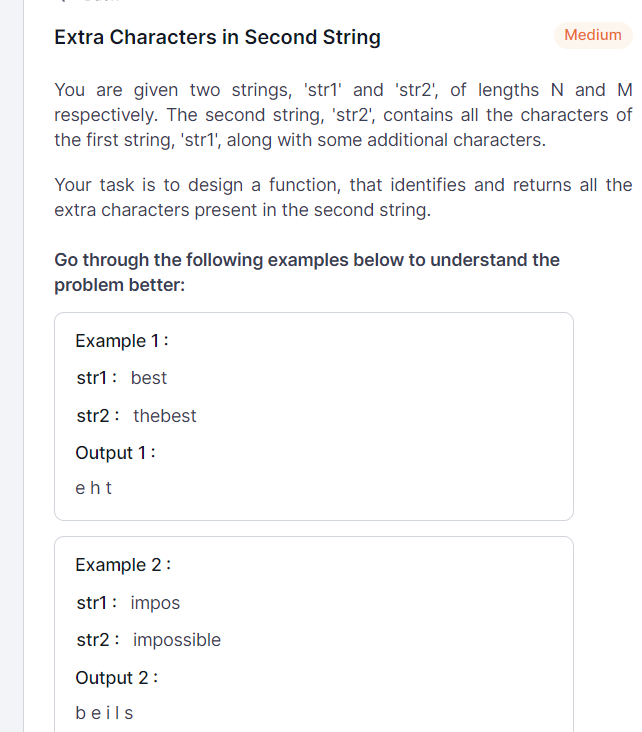 Extra Characters in Second String
Medium
You are given two strings, 'str1' and 'str2', of lengths N and M
respectively. The second string, 'str2', contains all the characters of
the first string, 'str1', along with some additional characters.
Your task is to design a function, that identifies and returns all the
extra characters present in the second string.
Go through the following examples below to understand the
problem better:
Example 1 :
str1 : best
str2 : thebest
Output 1 :
e h t
Example 2 :
str1 : impos
str2 : impossible
Output 2 :
b e i l s